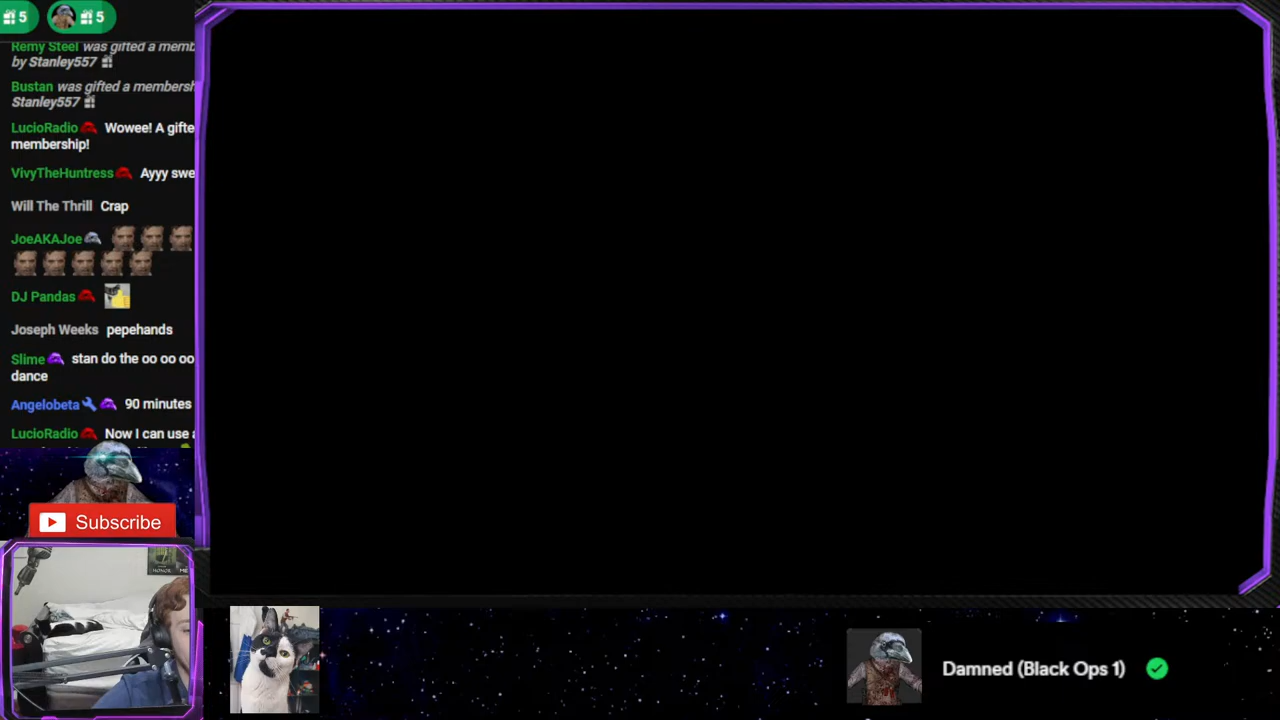 5
5
Remy Steel was gifted a memb
by Stanley557
Bustan was gifted a membersh
Stanley557
LucioRadio Wowee! A gifte
membership!
VivyTheHuntress Ayyy swe
Will The Thrill Crap
JoeAKAJoe
DJ Pandas
Joseph Weeks pepehands
Slime stan do the oo oo oo
dance
Angelobeta 90 minutes
LucioRadio Now I can use a
Subscribe
Damned (Black Ops 1)